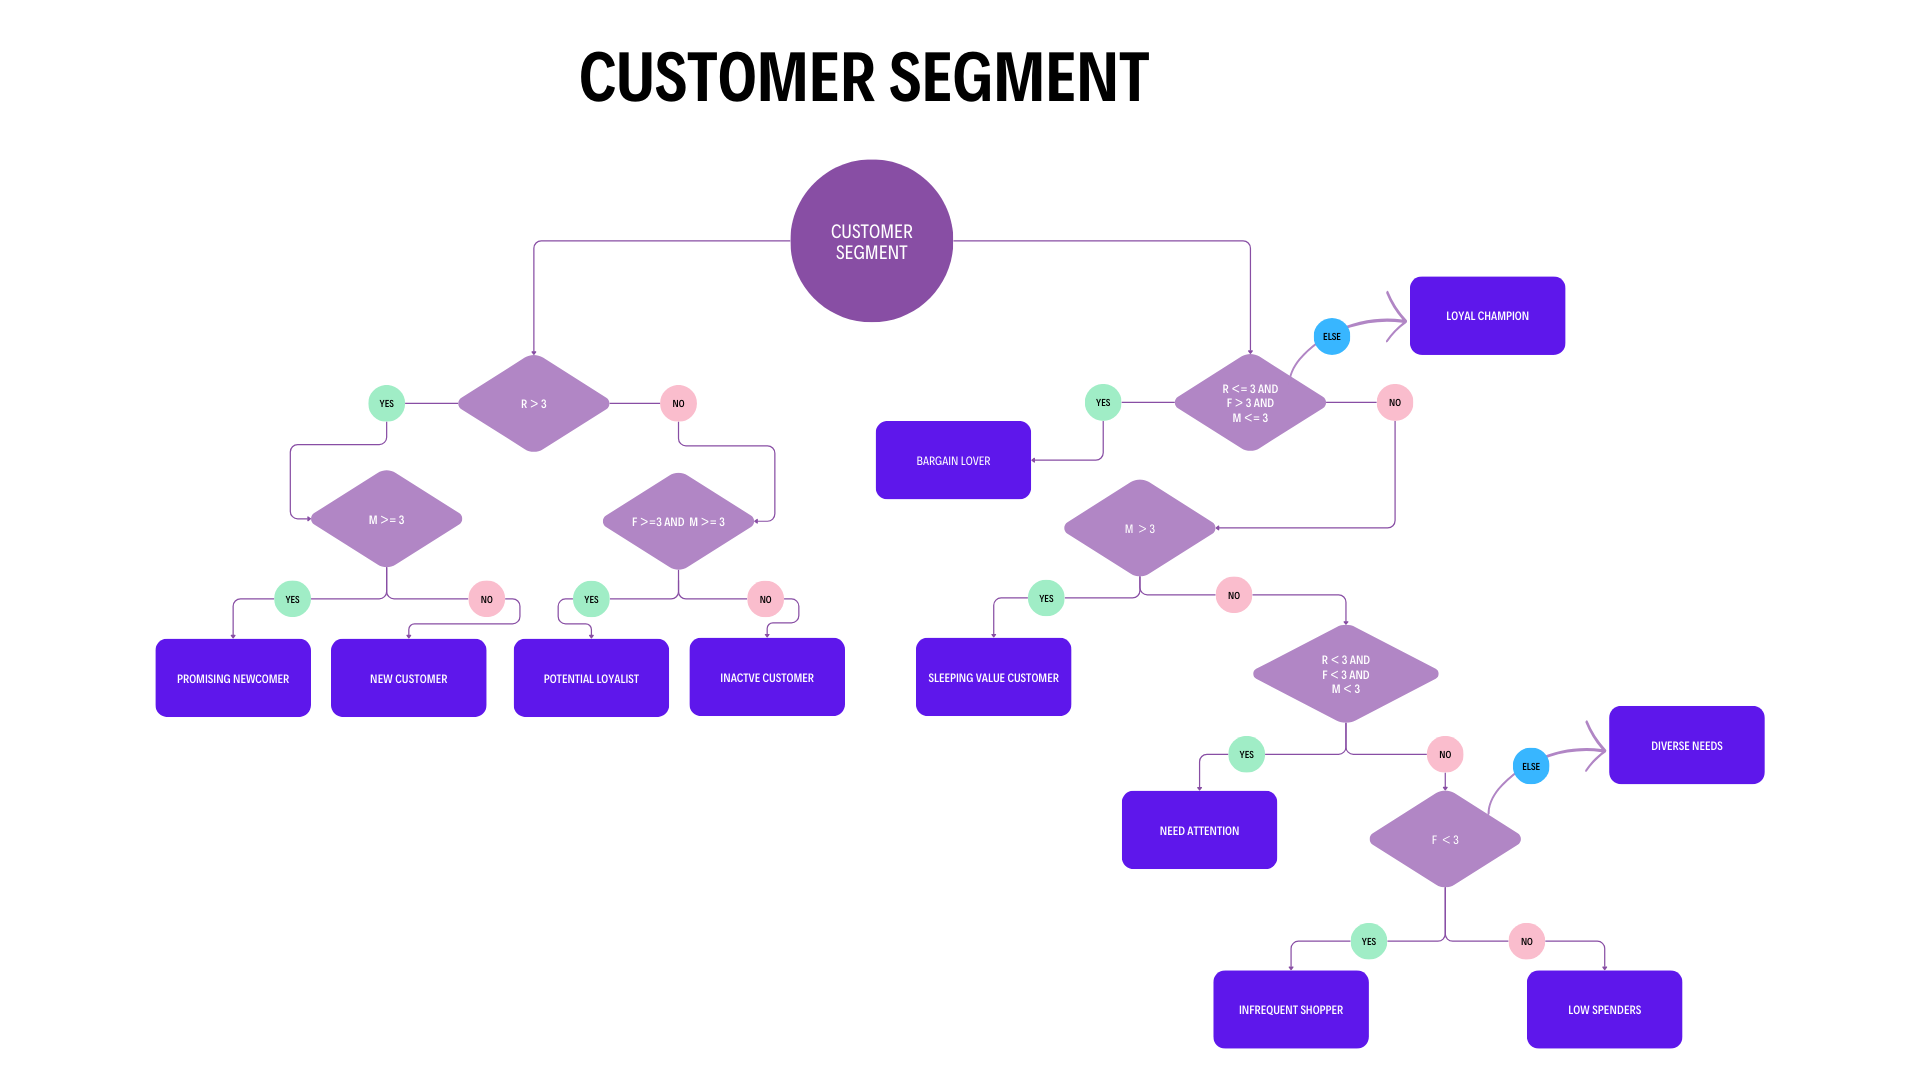 CUSTOMER SEGMENT
CUSTOMER
SEGMENT
LOYAL CHAMPION
ELSE
YES
R > 3
NO
YES
R <= 3 AND
F > 3 AND
M <= 3
NO
BARGAIN LOVER
M >= 3
F >=3 AND M >= 3
M > 3
YES
NO
YES
NO
YES
NO
PROMISING NEWCOMER
NEW CUSTOMER
POTENTIAL LOYALIST
INACTVE CUSTOMER
SLEEPING VALUE CUSTOMER
R < 3 AND
F < 3 AND
M < 3
YES
NO
ELSE
DIVERSE NEEDS
NEED ATTENTION
F < 3
YES
NO
INFREQUENT SHOPPER
LOW SPENDERS